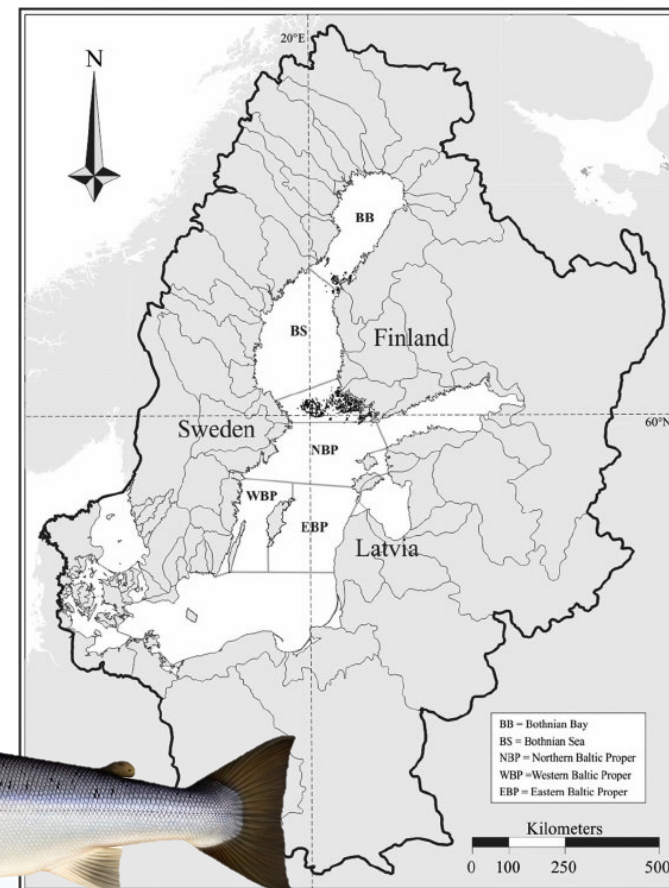 20°E
N
BB
BS
Finland
60°N
Sweden
NBP
WBP
EBP
Latvia
BB = Bothnian Bay
BS = Bothnian Sea
NBP = Northern Baltic Proper
WBP =Western Baltic Proper
EBP = Eastern Baltic Proper
Kilometers
0 100 250 500